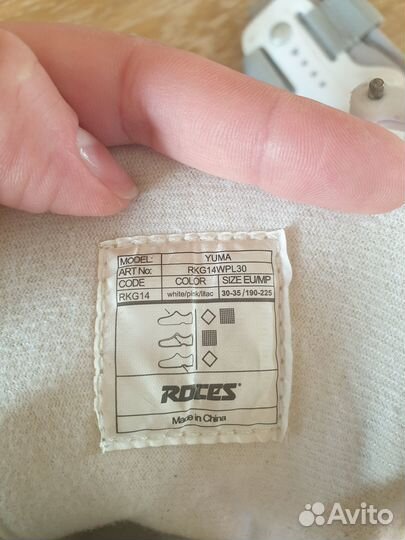 MODEL: YUMA
ART No: RKG14WPL30
CODE COLOR SIZE EU/MP
RKG14 white/pink/lilac 30-35 / 190-225
ROCES
Made in China
Avito